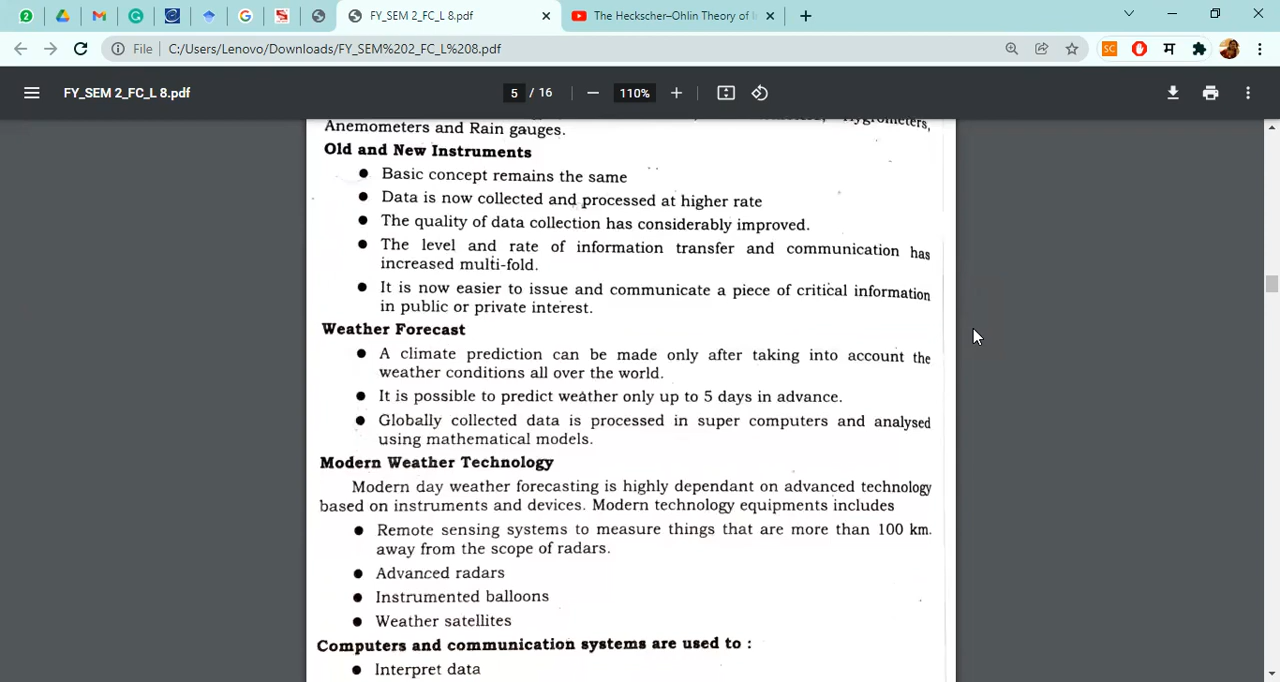 FY_SEM 2_FC_L 8.pdf
The Heckscher–Ohlin Theory of I
File
C:/Users/Lenovo/Downloads/FY_SEM%202_FC_L%208.pdf
FY_SEM 2_FC_L 8.pdf
5 / 16
110%
Hygrometers,
Anemometers and Rain gauges.
Old and New Instruments
● Basic concept remains the same
● Data is now collected and processed at higher rate
● The quality of data collection has considerably improved.
● The level and rate of information transfer and communication has
increased multi-fold.
● It is now easier to issue and communicate a piece of critical information
in public or private interest.
Weather Forecast
● A climate prediction can be made only after taking into account the
weather conditions all over the world.
● It is possible to predict weather only up to 5 days in advance.
● Globally collected data is processed in super computers and analysed
using mathematical models.
Modern Weather Technology
Modern day weather forecasting is highly dependant on advanced technology
based on instruments and devices. Modern technology equipments includes
● Remote sensing systems to measure things that are more than 100 km.
away from the scope of radars.
● Advanced radars
● Instrumented balloons
● Weather satellites
Computers and communication systems are used to :
● Interpret data